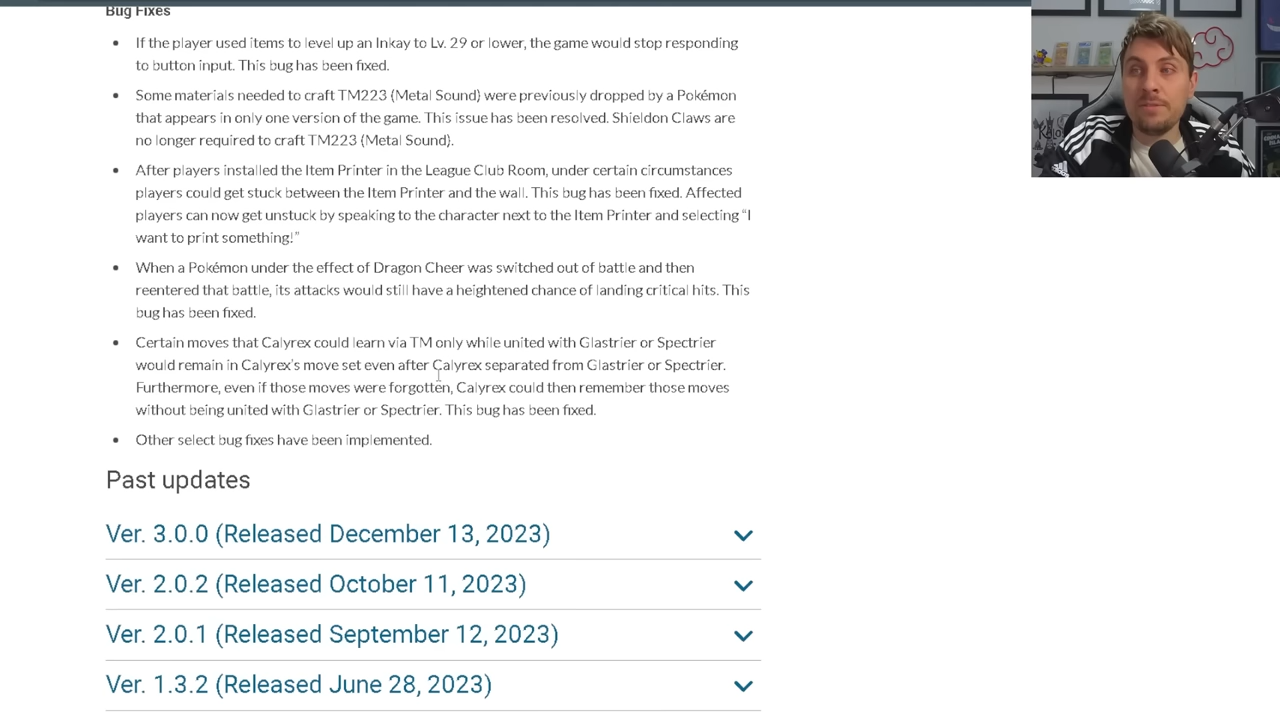 Bug Fixes
If the player used items to level up an Inkay to Lv. 29 or lower, the game would stop responding
to button input. This bug has been fixed.
Some materials needed to craft TM223 (Metal Sound) were previously dropped by a Pokémon
that appears in only one version of the game. This issue has been resolved. Shieldon Claws are
no longer required to craft TM223 (Metal Sound).
After players installed the Item Printer in the League Club Room, under certain circumstances
players could get stuck between the Item Printer and the wall. This bug has been fixed. Affected
players can now get unstuck by speaking to the character next to the Item Printer and selecting “I
want to print something!”
When a Pokémon under the effect of Dragon Cheer was switched out of battle and then
reentered that battle, its attacks would still have a heightened chance of landing critical hits. This
bug has been fixed.
Certain moves that Calyrex could learn via TM only while united with Glastrier or Spectrier
would remain in Calyrex’s move set even after Calyrex separated from Glastrier or Spectrier.
Furthermore, even if those moves were forgotten, Calyrex could then remember those moves
without being united with Glastrier or Spectrier. This bug has been fixed.
Other select bug fixes have been implemented.
Past updates
Ver. 3.0.0 (Released December 13, 2023)
Ver. 2.0.2 (Released October 11, 2023)
Ver. 2.0.1 (Released September 12, 2023)
Ver. 1.3.2 (Released June 28, 2023)